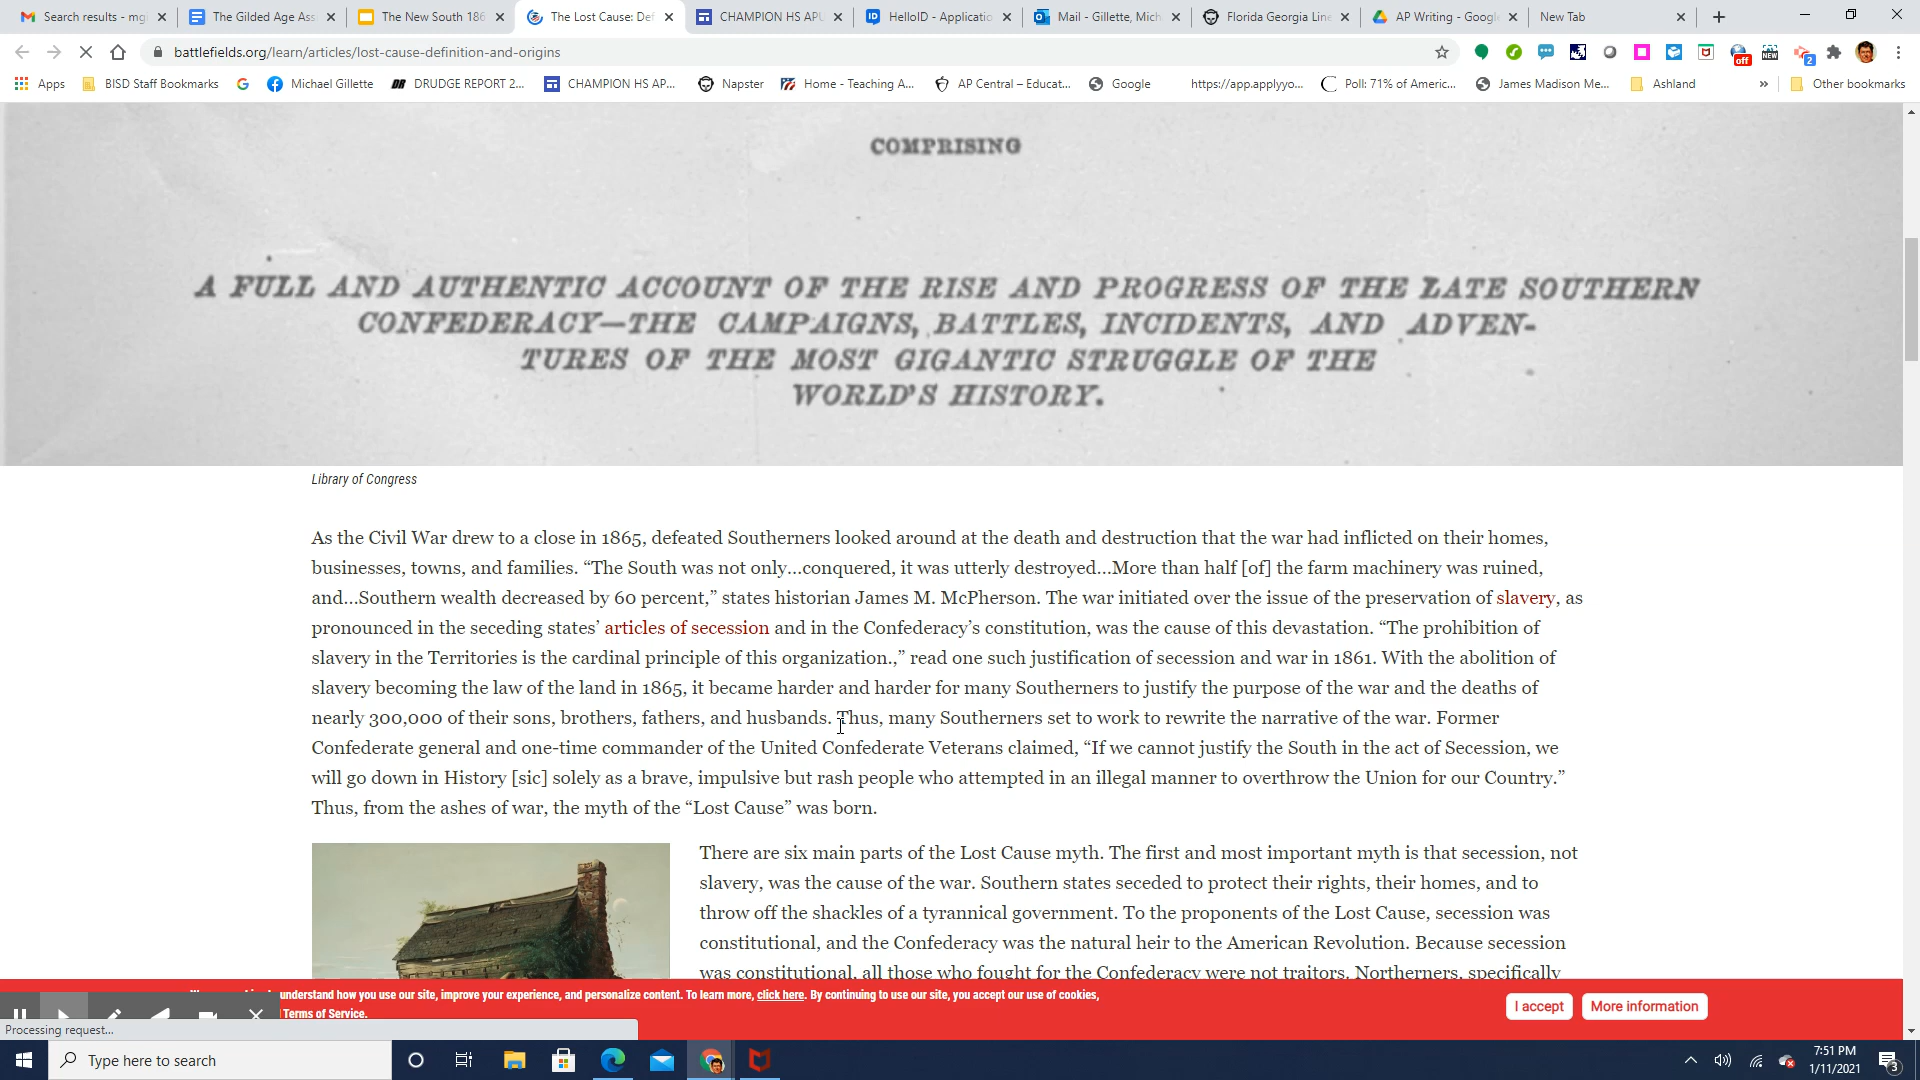 Search results - mg
The Gilded Age Ass
The New South 186
The Lost Cause: Def
CHAMPION HS APU
HelloID - Applicatio
Mail - Gillette, Mich
Florida Georgia Line
AP Writing - Google
New Tab
battlefields.org/learn/articles/lost-cause-definition-and-origins
off
NEW
2
Apps
BISD Staff Bookmarks
Michael Gillette
DRUDGE REPORT 2...
CHAMPION HS AP...
Napster
Home - Teaching A...
AP Central – Educat...
Google
https://app.applyyo...
Poll: 71% of Americ...
James Madison Me...
Ashland
»
Other bookmarks
COMPRISING
A FULL AND AUTHENTIC ACCOUNT OF THE RISE AND PROGRESS OF THE LATE SOUTHERN
CONFEDERACY—THE CAMPAIGNS, BATTLES, INCIDENTS, AND ADVEN-
TURES OF THE MOST GIGANTIC STRUGGLE OF THE
WORLD'S HISTORY.
Library of Congress
As the Civil War drew to a close in 1865, defeated Southerners looked around at the death and destruction that the war had inflicted on their homes,
businesses, towns, and families. “The South was not only…conquered, it was utterly destroyed…More than half [of] the farm machinery was ruined,
and…Southern wealth decreased by 60 percent,” states historian James M. McPherson. The war initiated over the issue of the preservation of slavery, as
pronounced in the seceding states’ articles of secession and in the Confederacy’s constitution, was the cause of this devastation. “The prohibition of
slavery in the Territories is the cardinal principle of this organization.,” read one such justification of secession and war in 1861. With the abolition of
slavery becoming the law of the land in 1865, it became harder and harder for many Southerners to justify the purpose of the war and the deaths of
nearly 300,000 of their sons, brothers, fathers, and husbands. Thus, many Southerners set to work to rewrite the narrative of the war. Former
Confederate general and one-time commander of the United Confederate Veterans claimed, “If we cannot justify the South in the act of Secession, we
will go down in History [sic] solely as a brave, impulsive but rash people who attempted in an illegal manner to overthrow the Union for our Country.”
Thus, from the ashes of war, the myth of the “Lost Cause” was born.
There are six main parts of the Lost Cause myth. The first and most important myth is that secession, not
slavery, was the cause of the war. Southern states seceded to protect their rights, their homes, and to
throw off the shackles of a tyrannical government. To the proponents of the Lost Cause, secession was
constitutional, and the Confederacy was the natural heir to the American Revolution. Because secession
was constitutional, all those who fought for the Confederacy were not traitors. Northerners, specifically
understand how you use our site, improve your experience, and personalize content. To learn more, click here. By continuing to use our site, you accept our use of cookies,
Terms of Service.
I accept
More information
Processing request...
Type here to search
7:51 PM
1/11/2021
3